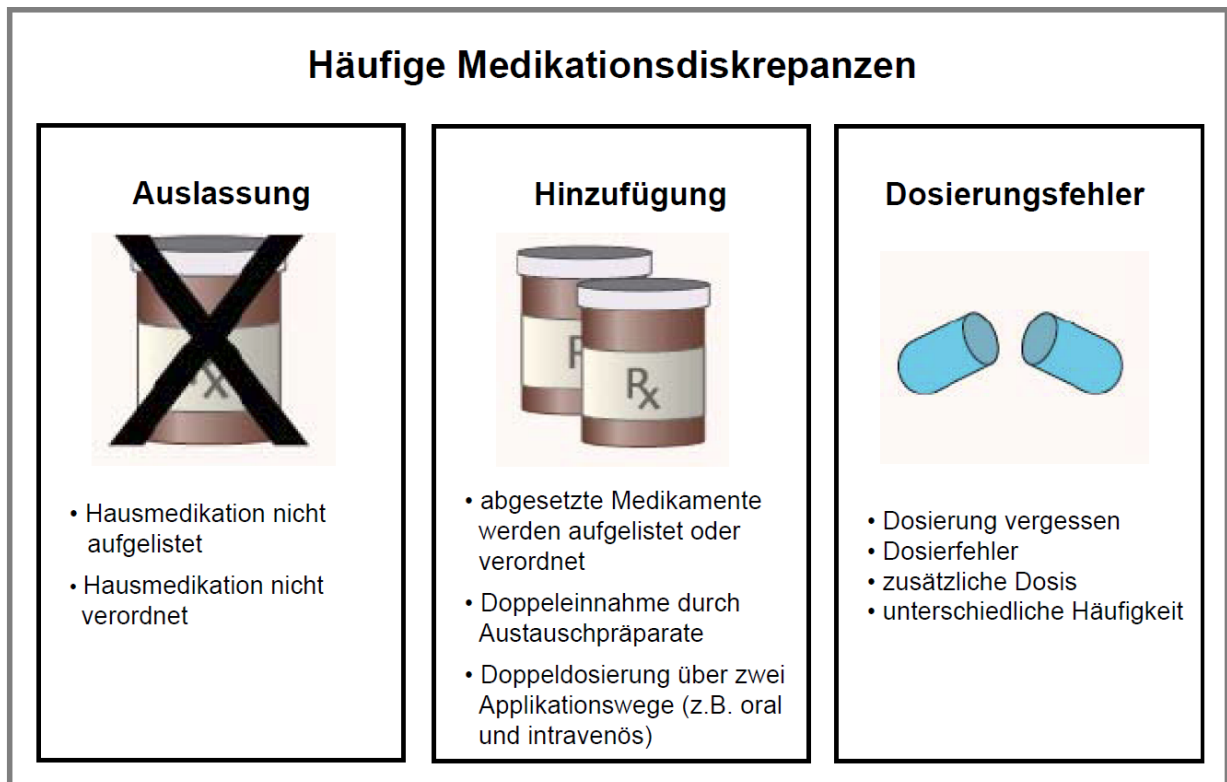 Häufige Medikationsdiskrepanzen
Auslassung
• Hausmedikation nicht
aufgelistet
• Hausmedikation nicht
verordnet
Hinzufügung
Rx
• abgesetzte Medikamente
werden aufgelistet oder
verordnet
• Doppeleinnahme durch
Austauschpräparate
• Doppeldosierung über zwei
Applikationswege (z.B. oral
und intravenös)
Dosierungsfehler
• Dosierung vergessen
• Dosierfehler
• zusätzliche Dosis
• unterschiedliche Häufigkeit